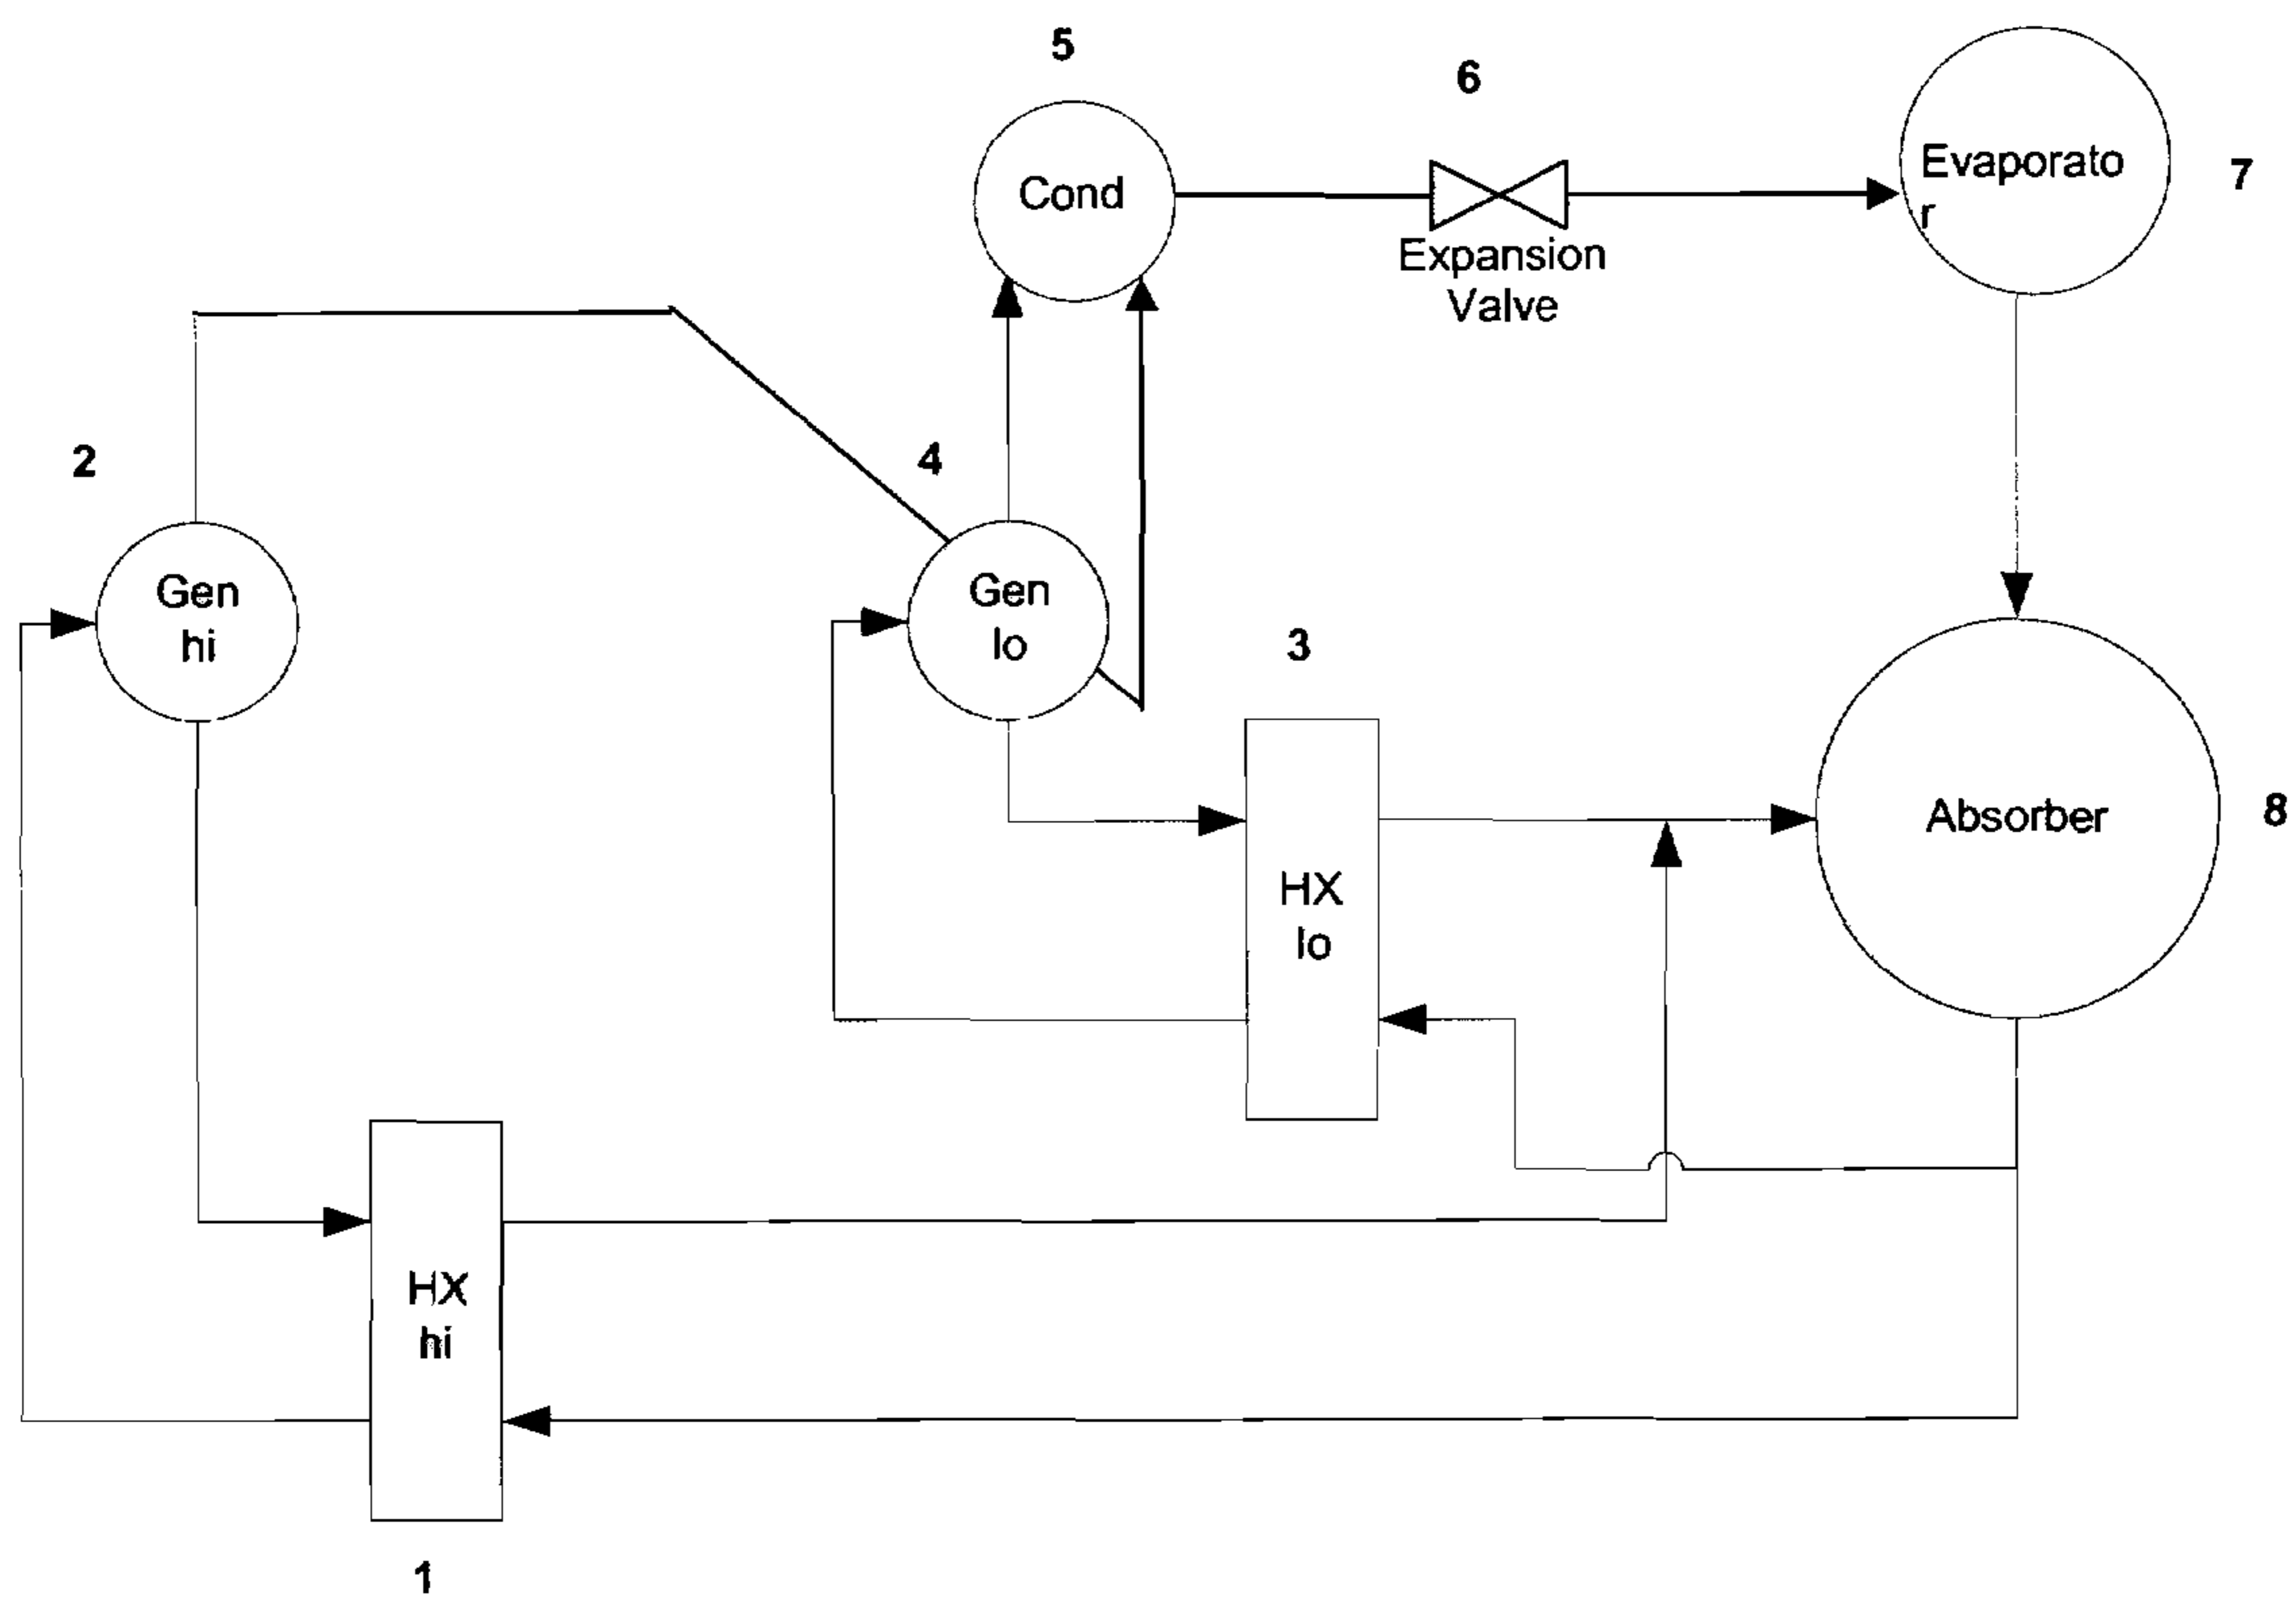 5
6
Cond
Evaporato
r
7
Expansion
Valve
2
4
Gen
hi
Gen
lo
3
Absorber
8
HX
lo
HX
hi
1